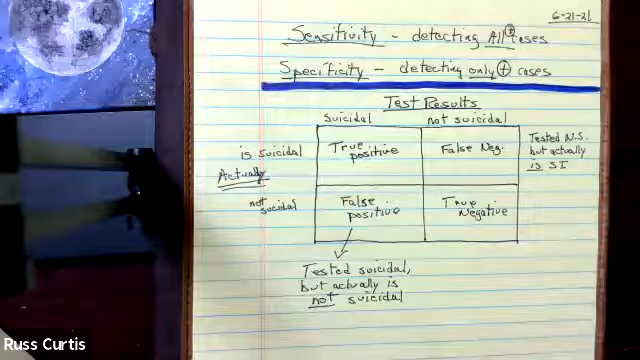 6-21-21
Sensitivity - detecting All ⊕ cases
Specificity - detecting only ⊕ cases
Test Results
suicidal not suicidal
is suicidal
Actually
not suicidal
True positive
False Neg.
False positive
True Negative
Tested N.S.
but actually
is SI
Tested suicidal,
but actually is
not suicidal
Russ Curtis